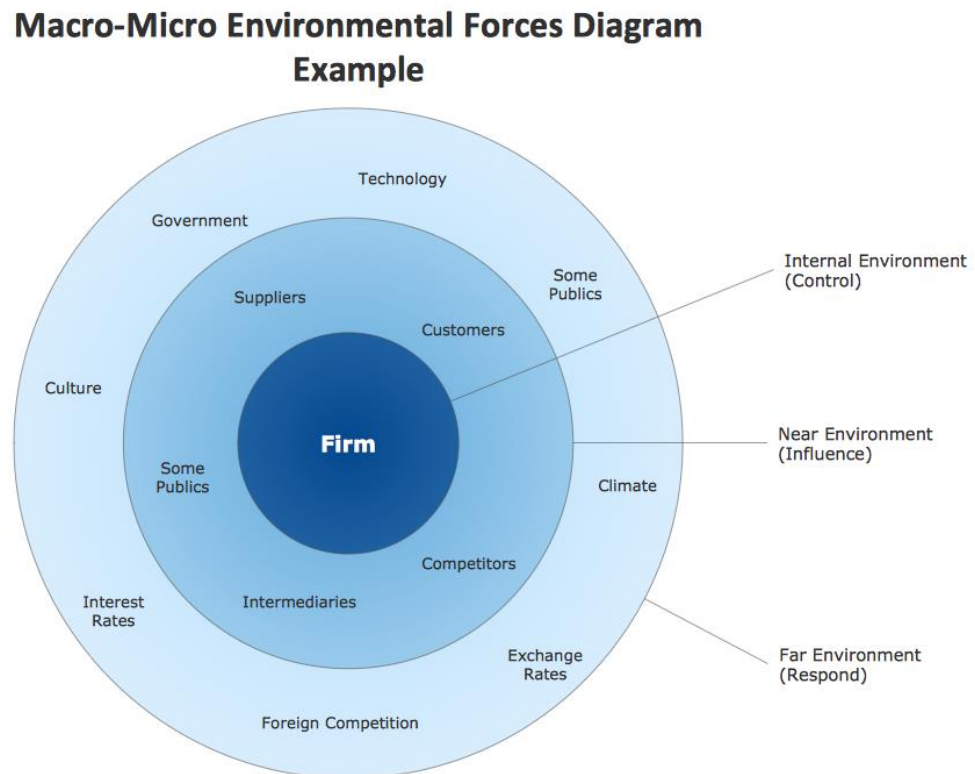 Macro-Micro Environmental Forces Diagram
Example
Technology
Government
Some
Publics
Internal Environment
(Control)
Suppliers
Customers
Culture
Firm
Near Environment
(Influence)
Some
Publics
Climate
Competitors
Intermediaries
Interest
Rates
Exchange
Rates
Far Environment
(Respond)
Foreign Competition